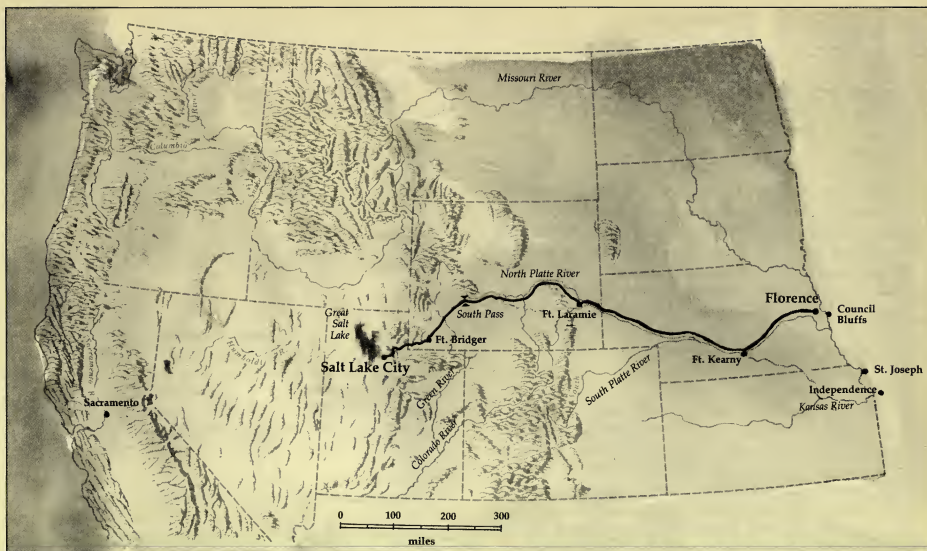 Missouri River
Columbia
River
North Platte River
Great
Salt
Lake
South Pass
Ft. Laramie
Florence
Council
Bluffs
Ft. Bridger
Salt Lake City
Ft. Kearny
St. Joseph
Green River
South Platte River
Independence
Kansas River
Sacramento
Colorado River
0 100 200 300
miles